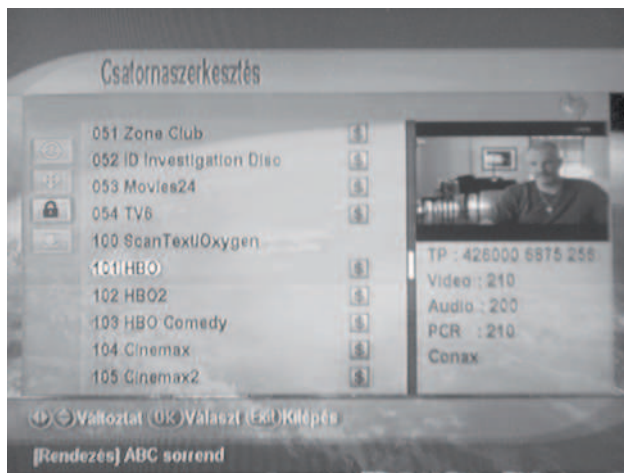 Csatornaszerkesztés
051 Zone Club
052 ID Investigation Disc
053 Movies24
054 TV6
100 ScanText/Oxygen
101 HBO
102 HBO2
103 HBO Comedy
104 Cinemax
105 Cinemax2
TP : 426000 6875 256
Video : 210
Audio : 200
PCR : 210
Conax
Változtat (OK) Választ (Exit) Kilépés
[Rendezés] ABC sorrend